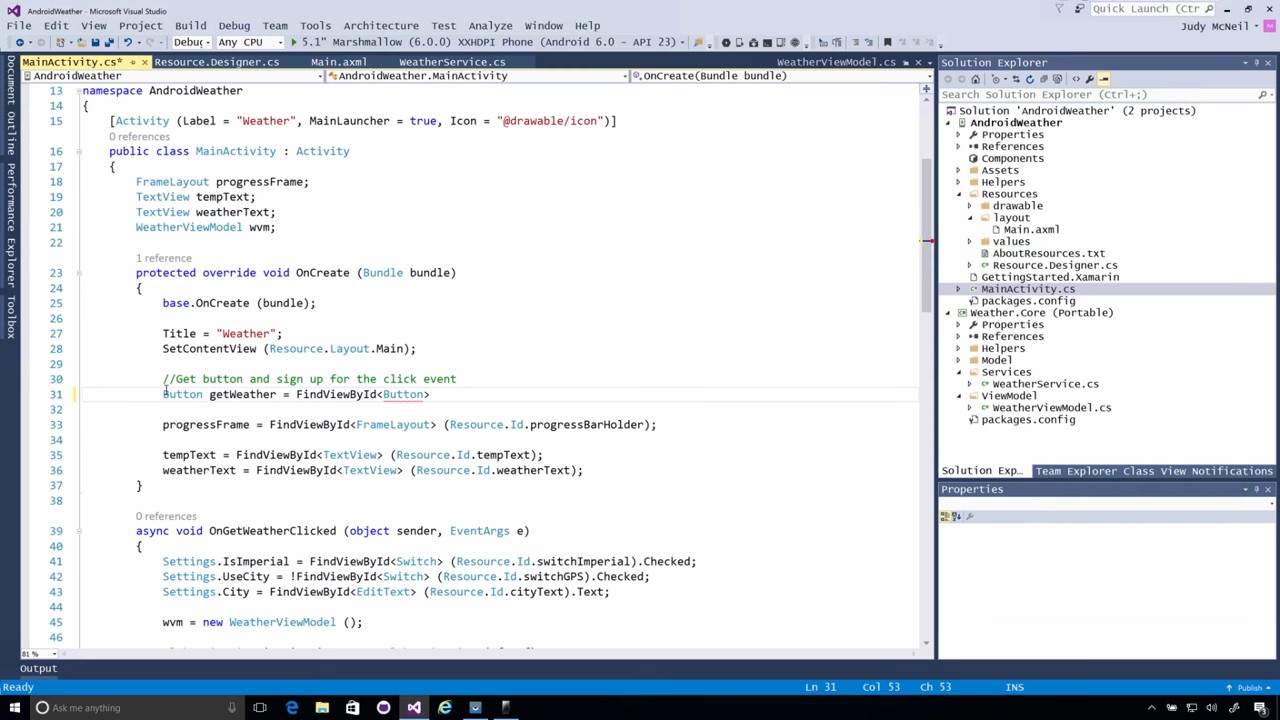 AndroidWeather - Microsoft Visual Studio
Quick Launch (Ctr
File Edit View Project Build Debug Team Tools Architecture Test Analyze Window Help
Judy McNeil
Debug Any CPU 5.1" Marshmallow (6.0.0) XXHDPI Phone (Android 6.0 - API 23)
MainActivity.cs* Resource.Designer.cs Main.axml WeatherService.cs WeatherViewModel.cs
AndroidWeather AndroidWeather.MainActivity .OnCreate(Bundle bundle)
Document Outline
Performance Explorer
Toolbox
13 namespace AndroidWeather
14 {
15 [Activity (Label = "Weather", MainLauncher = true, Icon = "@drawable/icon")]
0 references
16 public class MainActivity : Activity
17 {
18 FrameLayout progressFrame;
19 TextView tempText;
20 TextView weatherText;
21 WeatherViewModel wvm;
22
1 reference
23 protected override void OnCreate (Bundle bundle)
24 {
25 base.OnCreate (bundle);
26
27 Title = "Weather";
28 SetContentView (Resource.Layout.Main);
29
30 //Get button and sign up for the click event
31 Button getWeather = FindViewById<Button>
32
33 progressFrame = FindViewById<FrameLayout> (Resource.Id.progressBarHolder);
34
35 tempText = FindViewById<TextView> (Resource.Id.tempText);
36 weatherText = FindViewById<TextView> (Resource.Id.weatherText);
37 }
38
0 references
39 async void OnGetWeatherClicked (object sender, EventArgs e)
40 {
41 Settings.IsImperial = FindViewById<Switch> (Resource.Id.switchImperial).Checked;
42 Settings.UseCity = !FindViewById<Switch> (Resource.Id.switchGPS).Checked;
43 Settings.City = FindViewById<EditText> (Resource.Id.cityText).Text;
44
45 wvm = new WeatherViewModel ();
46
81 %
Solution Explorer
Search Solution Explorer (Ctrl+;)
Solution 'AndroidWeather' (2 projects)
AndroidWeather
Properties
References
Components
Assets
Helpers
Resources
drawable
layout
Main.axml
values
AboutResources.txt
Resource.Designer.cs
GettingStarted.Xamarin
MainActivity.cs
packages.config
Weather.Core (Portable)
Properties
References
Helpers
Model
Services
WeatherService.cs
ViewModel
WeatherViewModel.cs
packages.config
Solution Exp... Team Explorer Class View Notifications
Properties
Output
Ready Ln 31 Col 53 Ch 53 INS Publish
Ask me anything